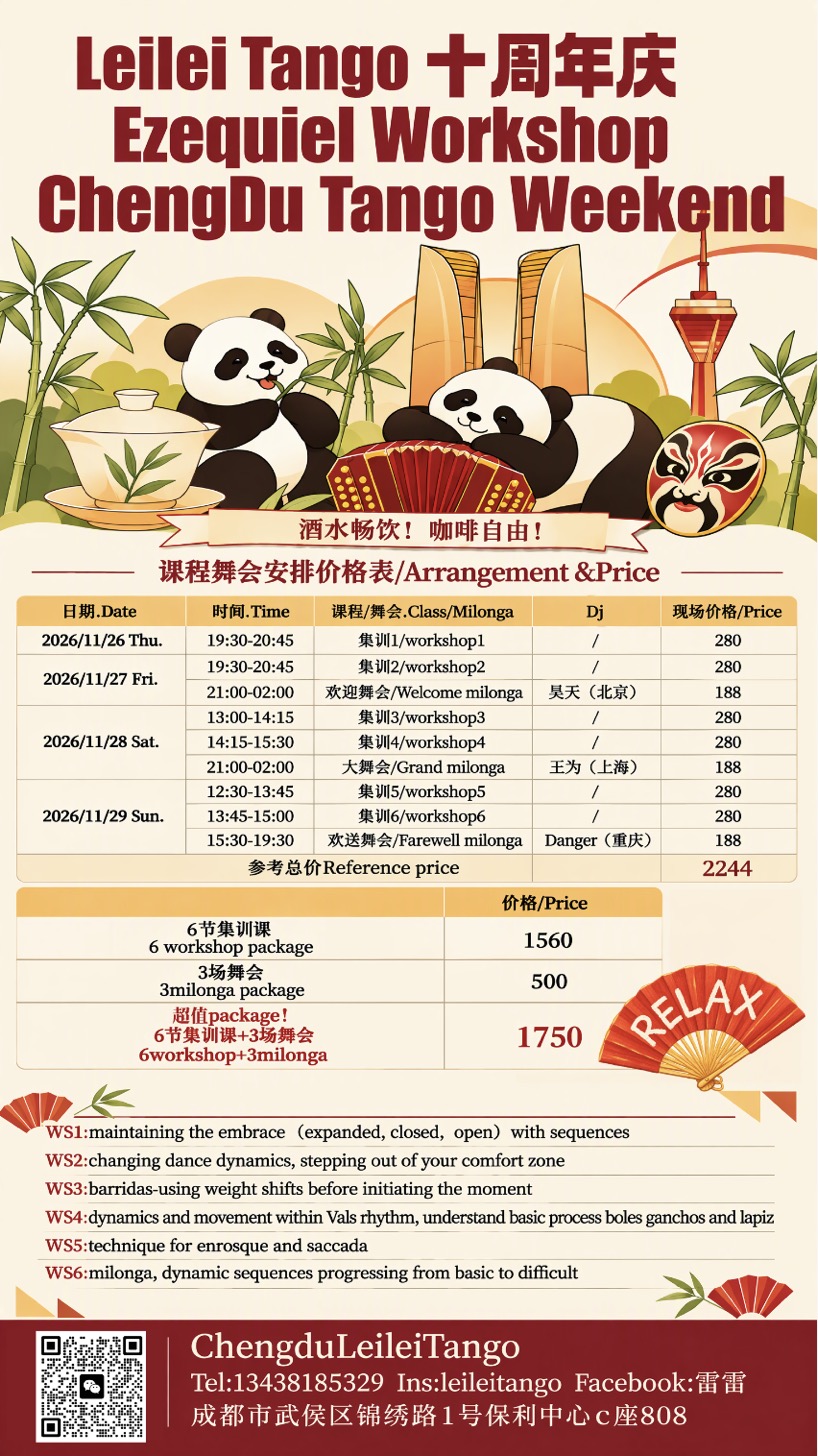 Leilei Tango 十周年庆
Ezequiel Workshop
ChengDu Tango Weekend
酒水畅饮！咖啡自由！
课程舞会安排价格表/Arrangement &Price
日期.Date 时间.Time 课程/舞会.Class/Milonga Dj 现场价格/Price
2026/11/26 Thu. 19:30-20:45 集训1/workshop1 / 280
2026/11/27 Fri. 19:30-20:45 集训2/workshop2 / 280
21:00-02:00 欢迎舞会/Welcome milonga 昊天（北京） 188
2026/11/28 Sat. 13:00-14:15 集训3/workshop3 / 280
14:15-15:30 集训4/workshop4 / 280
21:00-02:00 大舞会/Grand milonga 王为（上海） 188
2026/11/29 Sun. 12:30-13:45 集训5/workshop5 / 280
13:45-15:00 集训6/workshop6 / 280
15:30-19:30 欢送舞会/Farewell milonga Danger（重庆） 188
参考总价Reference price 2244
价格/Price
6节集训课
6 workshop package 1560
3场舞会
3milonga package 500
超值package！
6节集训课+3场舞会
6workshop+3milonga 1750
RELAX
WS1:maintaining the embrace （expanded, closed，open）with sequences
WS2:changing dance dynamics, stepping out of your comfort zone
WS3:barridas-using weight shifts before initiating the moment
WS4:dynamics and movement within Vals rhythm, understand basic process boles ganchos and lapiz
WS5:technique for enrosque and saccada
WS6:milonga, dynamic sequences progressing from basic to difficult
ChengduLeileiTango
Tel:13438185329 Ins:leileitango Facebook:雷雷
成都市武侯区锦绣路1号保利中心c座808